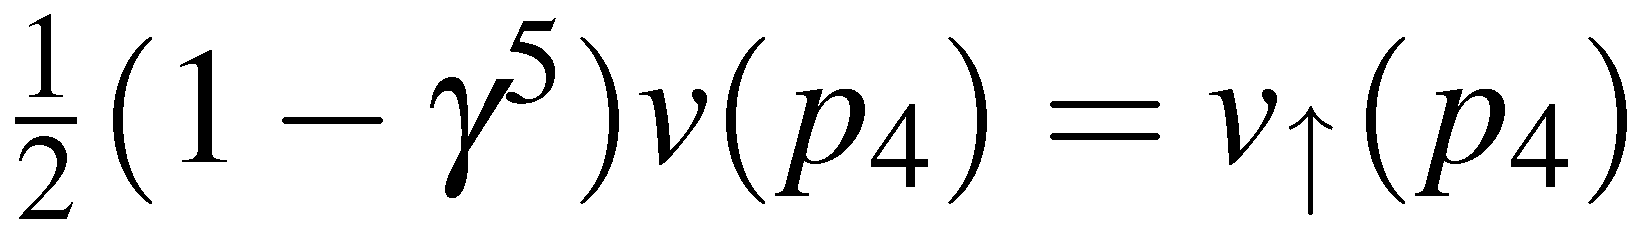 ½(1 − γ⁵)v(p₄) = v↑(p₄)